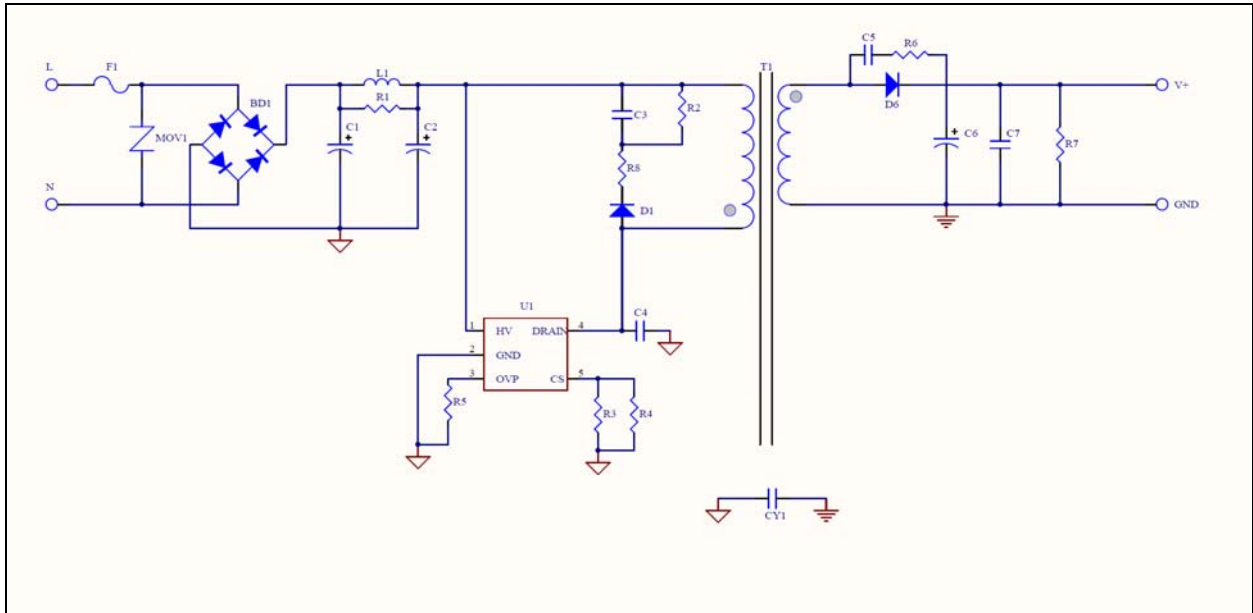 L
F1
MOV1
N
BD1
C1
L1
R1
C2
C3
R2
R8
D1
T1
C5
R6
D6
C6
C7
R7
V+
GND
U1
1 HV DRAIN 4
2 GND
3 OVP CS 5
C4
R5
R3
R4
CY1
+
+
+